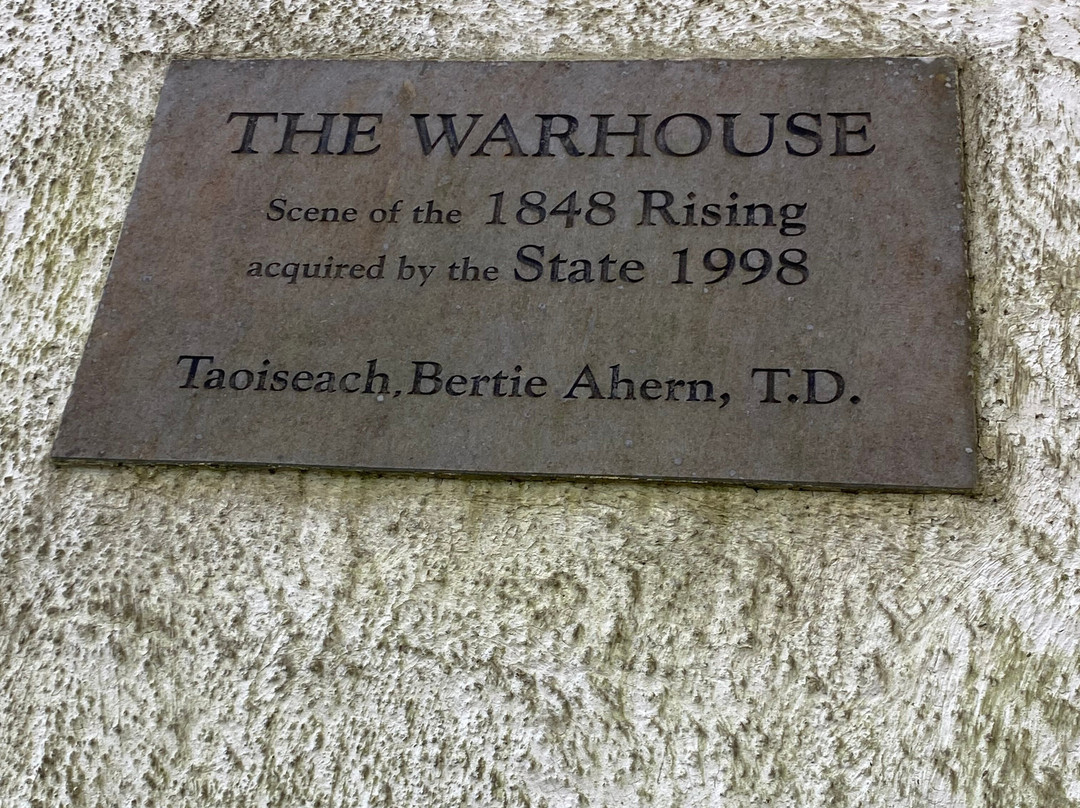 THE WARHOUSE
Scene of the 1848 Rising
acquired by the State 1998
Taoiseach, Bertie Ahern, T.D.